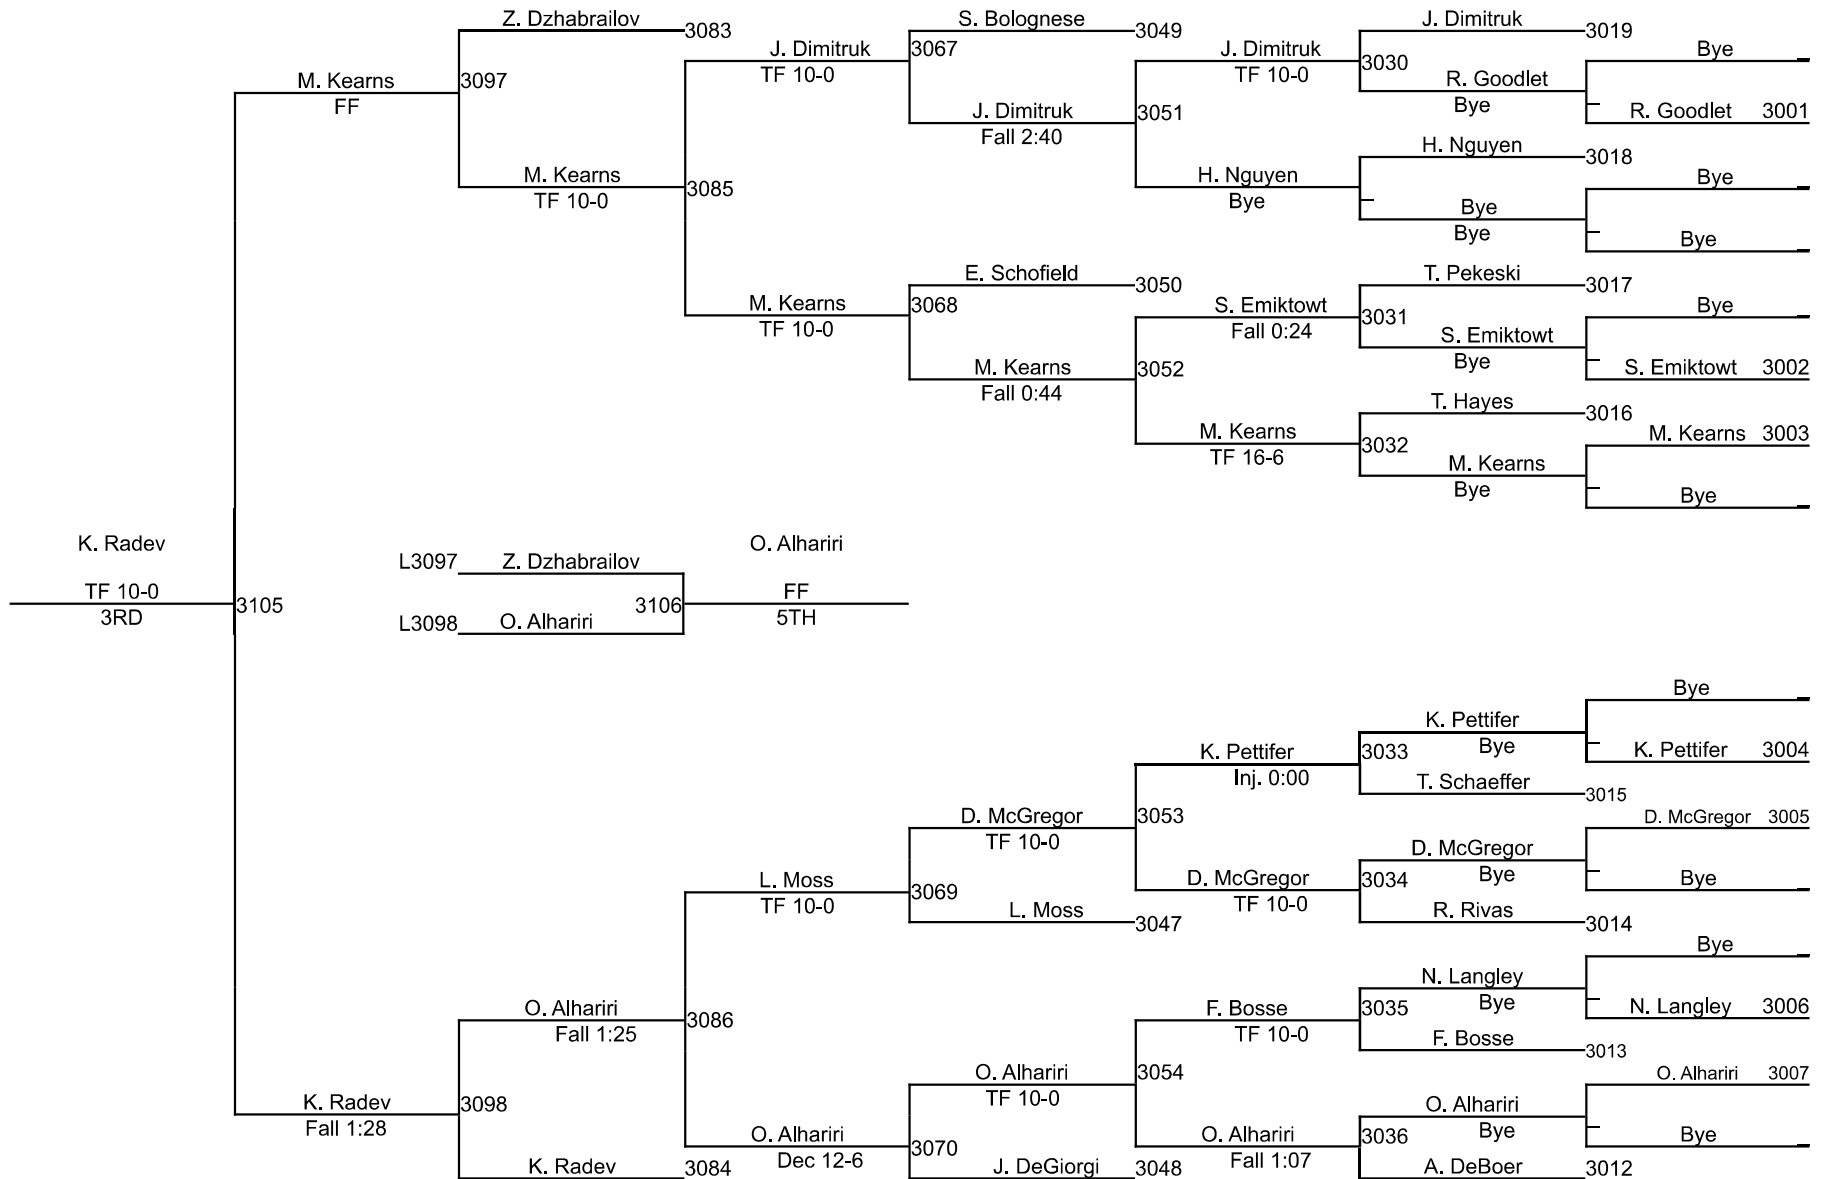 Z. Dzhabrailov 3083
S. Bolognese 3049
J. Dimitruk 3019
M. Kearns 3097
FF
J. Dimitruk 3067
TF 10-0
J. Dimitruk 3030
TF 10-0
Bye
R. Goodlet
Bye
R. Goodlet 3001
J. Dimitruk 3051
Fall 2:40
H. Nguyen 3018
M. Kearns 3085
TF 10-0
H. Nguyen
Bye
Bye
Bye
Bye
Bye
E. Schofield 3050
T. Pekeski 3017
M. Kearns 3068
TF 10-0
S. Emiktowt 3031
Fall 0:24
Bye
S. Emiktowt
Bye
S. Emiktowt 3002
M. Kearns 3052
Fall 0:44
T. Hayes 3016
M. Kearns 3032
TF 16-6
M. Kearns 3003
M. Kearns
Bye
Bye
K. Radev
TF 10-0
3RD
3105
L3097 Z. Dzhabrailov
L3098 O. Alhariri
3106
O. Alhariri
FF
5TH
Bye
K. Pettifer
Bye
K. Pettifer 3004
K. Pettifer 3033
Inj. 0:00
T. Schaeffer 3015
D. McGregor 3053
TF 10-0
D. McGregor 3005
D. McGregor
Bye
Bye
L. Moss 3069
TF 10-0
D. McGregor 3034
TF 10-0
L. Moss 3047
R. Rivas 3014
Bye
N. Langley
Bye
N. Langley 3006
O. Alhariri 3086
Fall 1:25
F. Bosse 3035
TF 10-0
F. Bosse 3013
O. Alhariri 3054
TF 10-0
O. Alhariri 3007
K. Radev 3098
Fall 1:28
O. Alhariri
Bye
Bye
O. Alhariri 3070
Dec 12-6
O. Alhariri 3036
Fall 1:07
K. Radev 3084
J. DeGiorgi 3048
A. DeBoer 3012